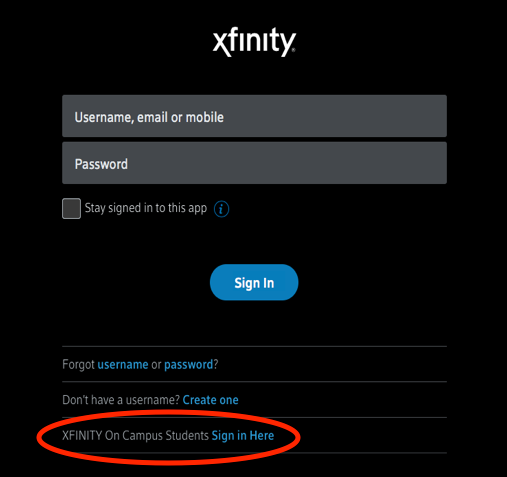 xfinity
Username, email or mobile
Password
Stay signed in to this app i
Sign In
Forgot username or password?
Don't have a username? Create one
XFINITY On Campus Students Sign in Here